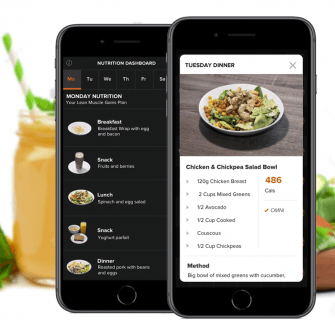 NUTRITION DASHBOARD
Mo Tu We Th Fr Sa
MONDAY NUTRITION
Your Lean Muscle Gains Plan
Breakfast
Breakfast Wrap with egg
and bacon
Snack
Fruits and berries
Lunch
Spinach and egg salad
Snack
Yoghurt parfait
Dinner
Roasted pork with beans
and eggs
TUESDAY DINNER
Chicken & Chickpea Salad Bowl
120g Chicken Breast
2 Cups Mixed Greens
1/2 Avocado
1/2 Cup Cooked
Couscous
1/2 Cup Chickpeas
486
Cals
OMNI
Method
Big bowl of mixed greens with cucumber,